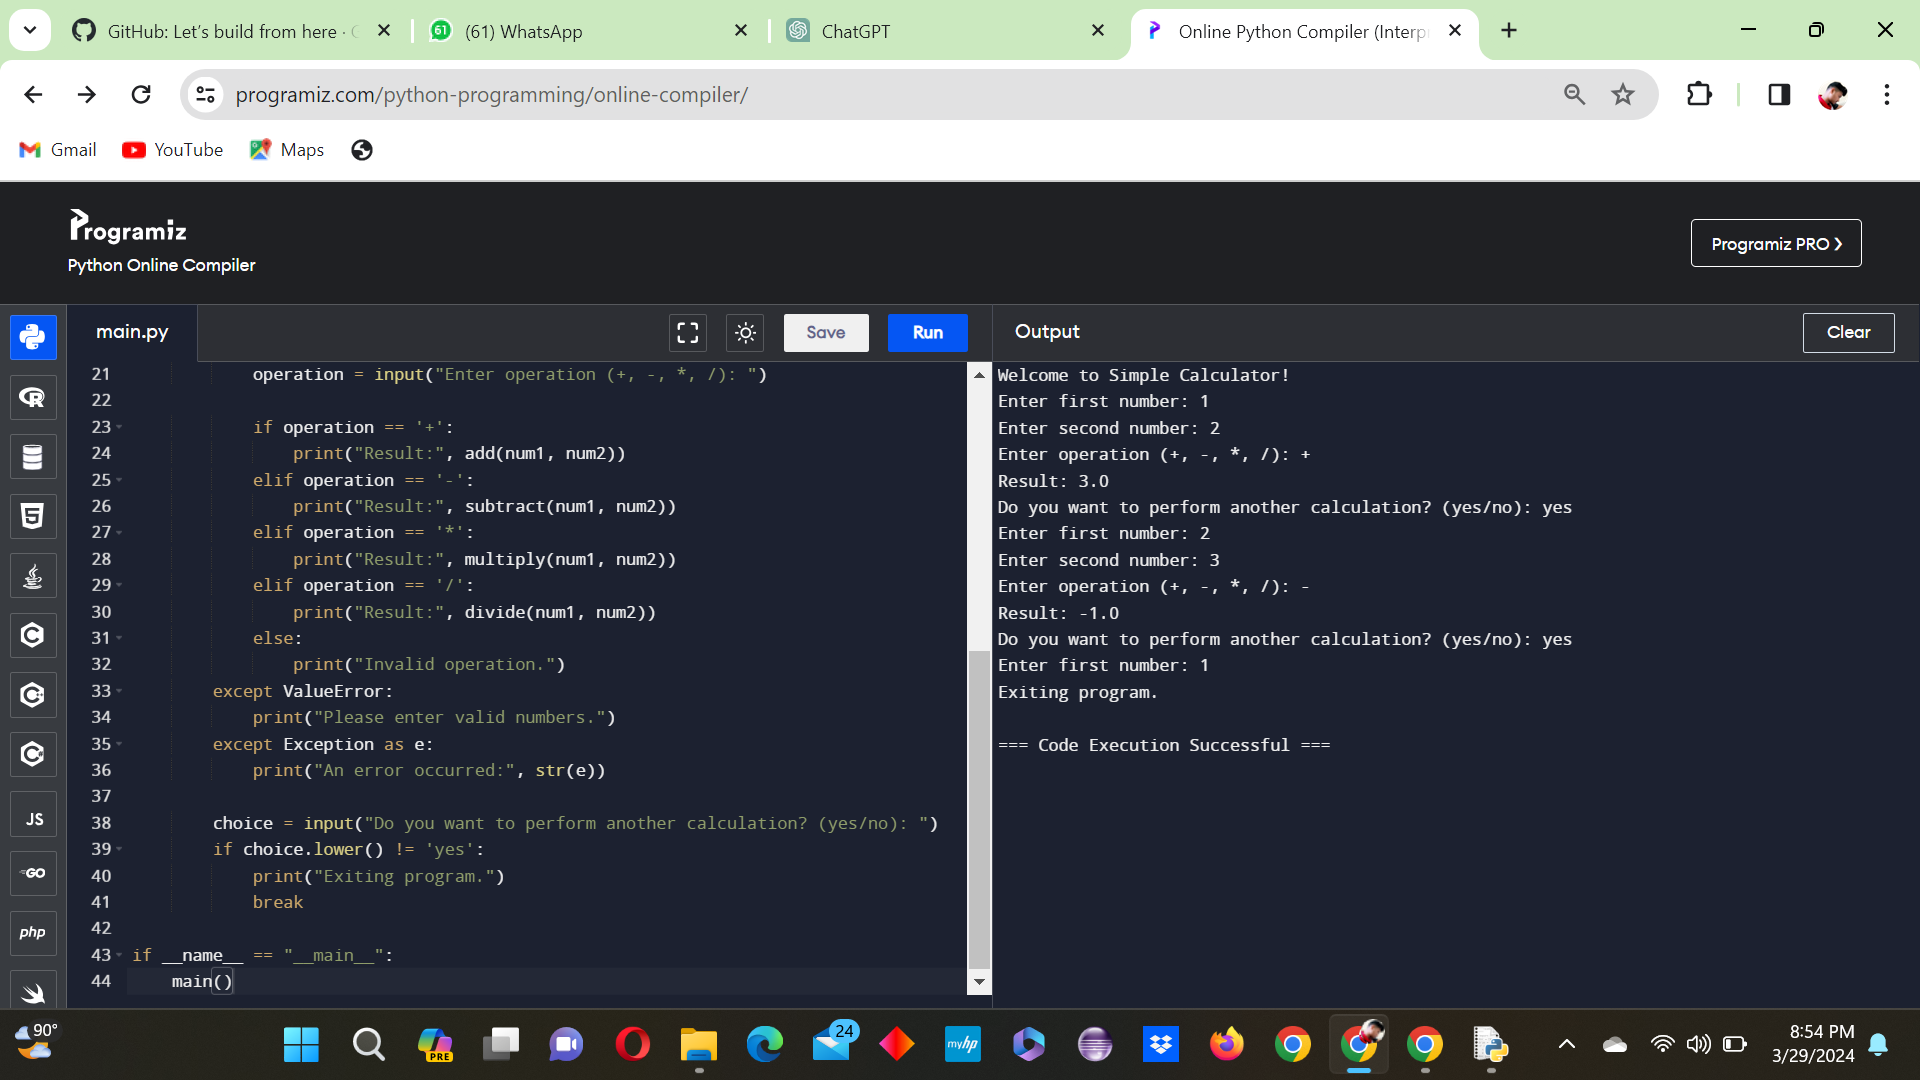 GitHub: Let's build from here ·
(61) WhatsApp
ChatGPT
Online Python Compiler (Interp
programiz.com/python-programming/online-compiler/
Gmail
YouTube
Maps
Programiz
Python Online Compiler
Programiz PRO ❯
main.py
Save
Run
Output
Clear
21 operation = input("Enter operation (+, -, *, /): ")
22
23 if operation == '+':
24 print("Result:", add(num1, num2))
25 elif operation == '-':
26 print("Result:", subtract(num1, num2))
27 elif operation == '*':
28 print("Result:", multiply(num1, num2))
29 elif operation == '/':
30 print("Result:", divide(num1, num2))
31 else:
32 print("Invalid operation.")
33 except ValueError:
34 print("Please enter valid numbers.")
35 except Exception as e:
36 print("An error occurred:", str(e))
37
38 choice = input("Do you want to perform another calculation? (yes/no): ")
39 if choice.lower() != 'yes':
40 print("Exiting program.")
41 break
42
43 if __name__ == "__main__":
44 main()
Welcome to Simple Calculator!
Enter first number: 1
Enter second number: 2
Enter operation (+, -, *, /): +
Result: 3.0
Do you want to perform another calculation? (yes/no): yes
Enter first number: 2
Enter second number: 3
Enter operation (+, -, *, /): -
Result: -1.0
Do you want to perform another calculation? (yes/no): yes
Enter first number: 1
Exiting program.
=== Code Execution Successful ===
JS
GO
php
90°
PRE
24
myhp
8:54 PM
3/29/2024